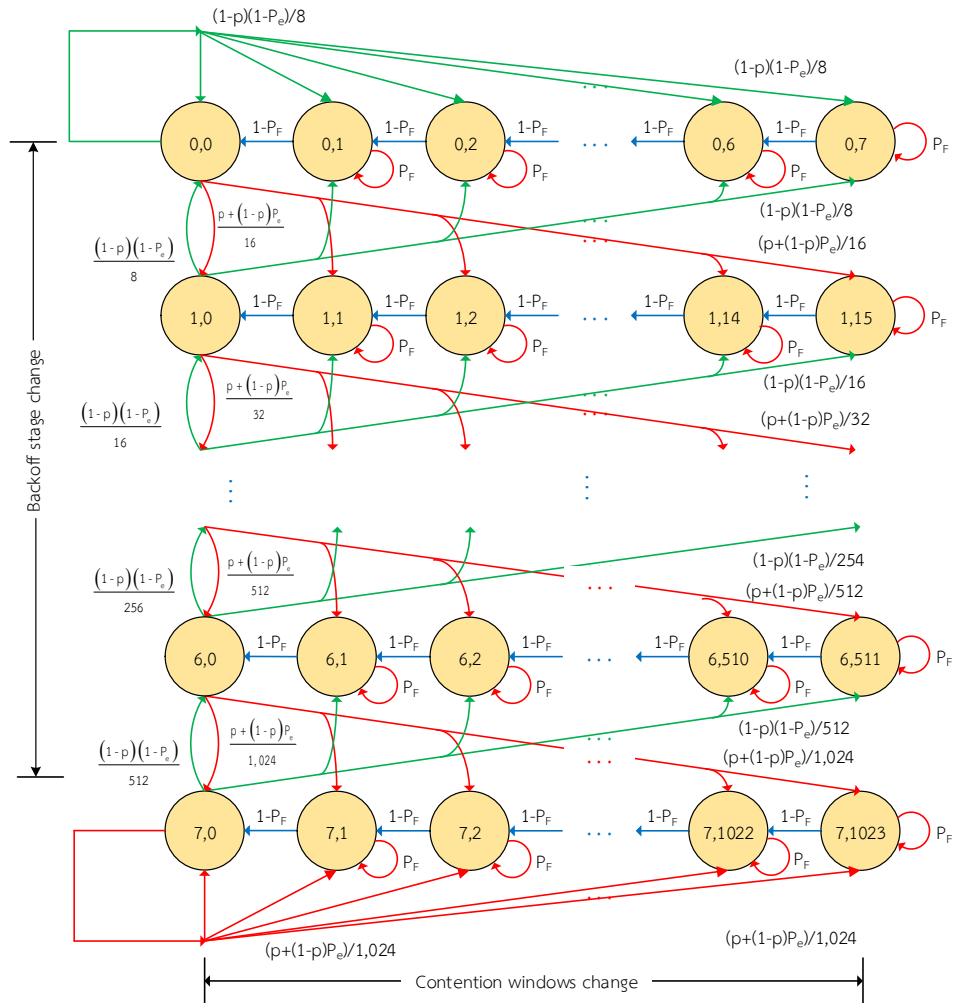 (1-p)(1-Pe)/8
(1-p)(1-Pe)/8
...
0,0 1-PF 0,1 1-PF 0,2 1-PF ... 1-PF 0,6 1-PF 0,7 PF
PF PF PF
(1-p)(1-Pe)/8
(1-p)(1-Pe)
8
p+(1-p)Pe
16
...
(p+(1-p)Pe)/16
1,0 1-PF 1,1 1-PF 1,2 1-PF ... 1-PF 1,14 1-PF 1,15 PF
PF PF PF
(1-p)(1-Pe)/16
(1-p)(1-Pe)
16
p+(1-p)Pe
32
...
(p+(1-p)Pe)/32
Backoff stage change
... ... ...
(1-p)(1-Pe)/254
(1-p)(1-Pe)
256
p+(1-p)Pe
512
...
(p+(1-p)Pe)/512
6,0 1-PF 6,1 1-PF 6,2 1-PF ... 1-PF 6,510 1-PF 6,511 PF
PF PF PF
(1-p)(1-Pe)/512
(1-p)(1-Pe)
512
p+(1-p)Pe
1,024
...
...
(p+(1-p)Pe)/1,024
7,0 1-PF 7,1 1-PF 7,2 1-PF ... 1-PF 7,1022 1-PF 7,1023 PF
PF PF PF
...
(p+(1-p)Pe)/1,024
(p+(1-p)Pe)/1,024
Contention windows change